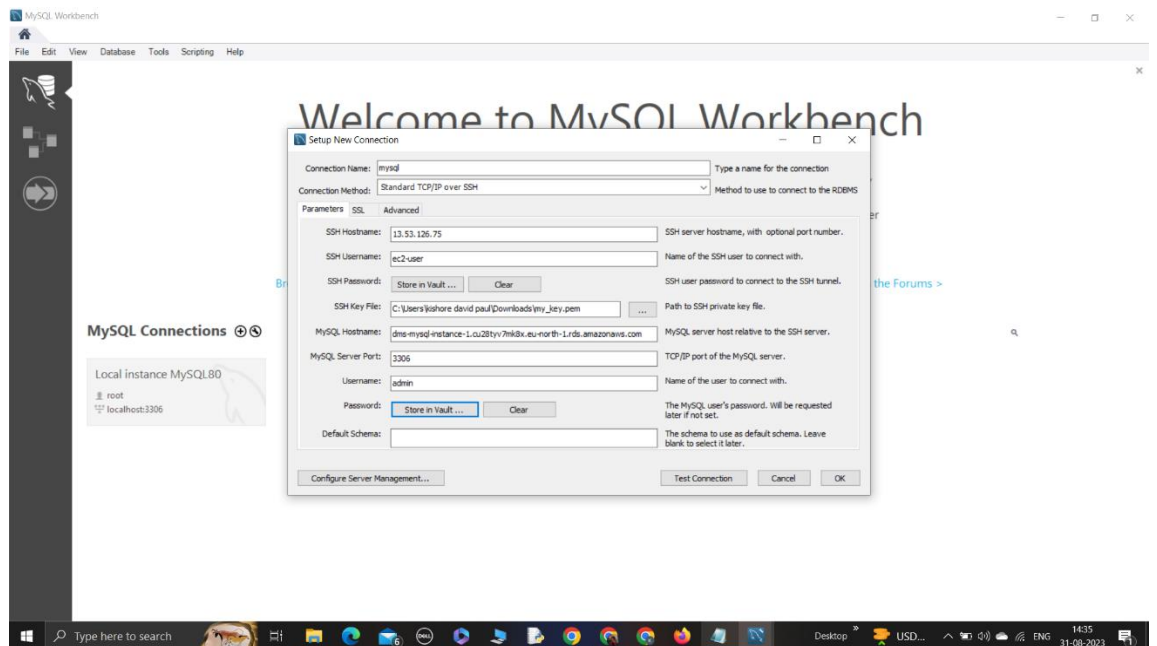 MySQL Workbench
File Edit View Database Tools Scripting Help
Welcome to MySQL Workbench
Setup New Connection
Connection Name: mysql Type a name for the connection
Connection Method: Standard TCP/IP over SSH Method to use to connect to the RDBMS
Parameters SSL Advanced
SSH Hostname: 13.53.126.75 SSH server hostname, with optional port number.
SSH Username: ec2-user Name of the SSH user to connect with.
SSH Password: Store in Vault ... Clear SSH user password to connect to the SSH tunnel.
the Forums >
SSH Key File: C:\Users\kishore david paul\Downloads\my_key.pem ... Path to SSH private key file.
MySQL Connections
MySQL Hostname: dms-mysql-instance-1.cu28tyv7mk8x.eu-north-1.rds.amazonaws.com MySQL server host relative to the SSH server.
MySQL Server Port: 3306 TCP/IP port of the MySQL server.
Local instance MySQL80
root
localhost:3306
Username: admin Name of the user to connect with.
Password: Store in Vault ... Clear The MySQL user's password. Will be requested
later if not set.
Default Schema: The schema to use as default schema. Leave
blank to select it later.
Configure Server Management... Test Connection Cancel OK
Type here to search
6
DELL
Desktop
USD...
ENG
14:35
31-08-2023